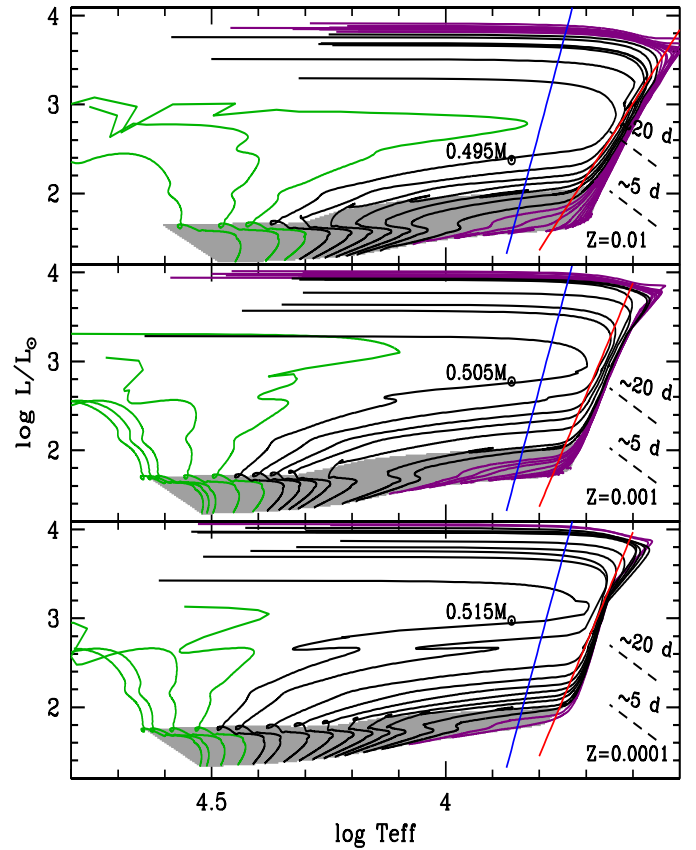 4
3
2
0.495M⊙
~20 d
~5 d
Z=0.01
4
3
2
log L/L⊙
0.505M⊙
~20 d
~5 d
Z=0.001
4
3
2
0.515M⊙
~20 d
~5 d
Z=0.0001
4.5 4
log Teff